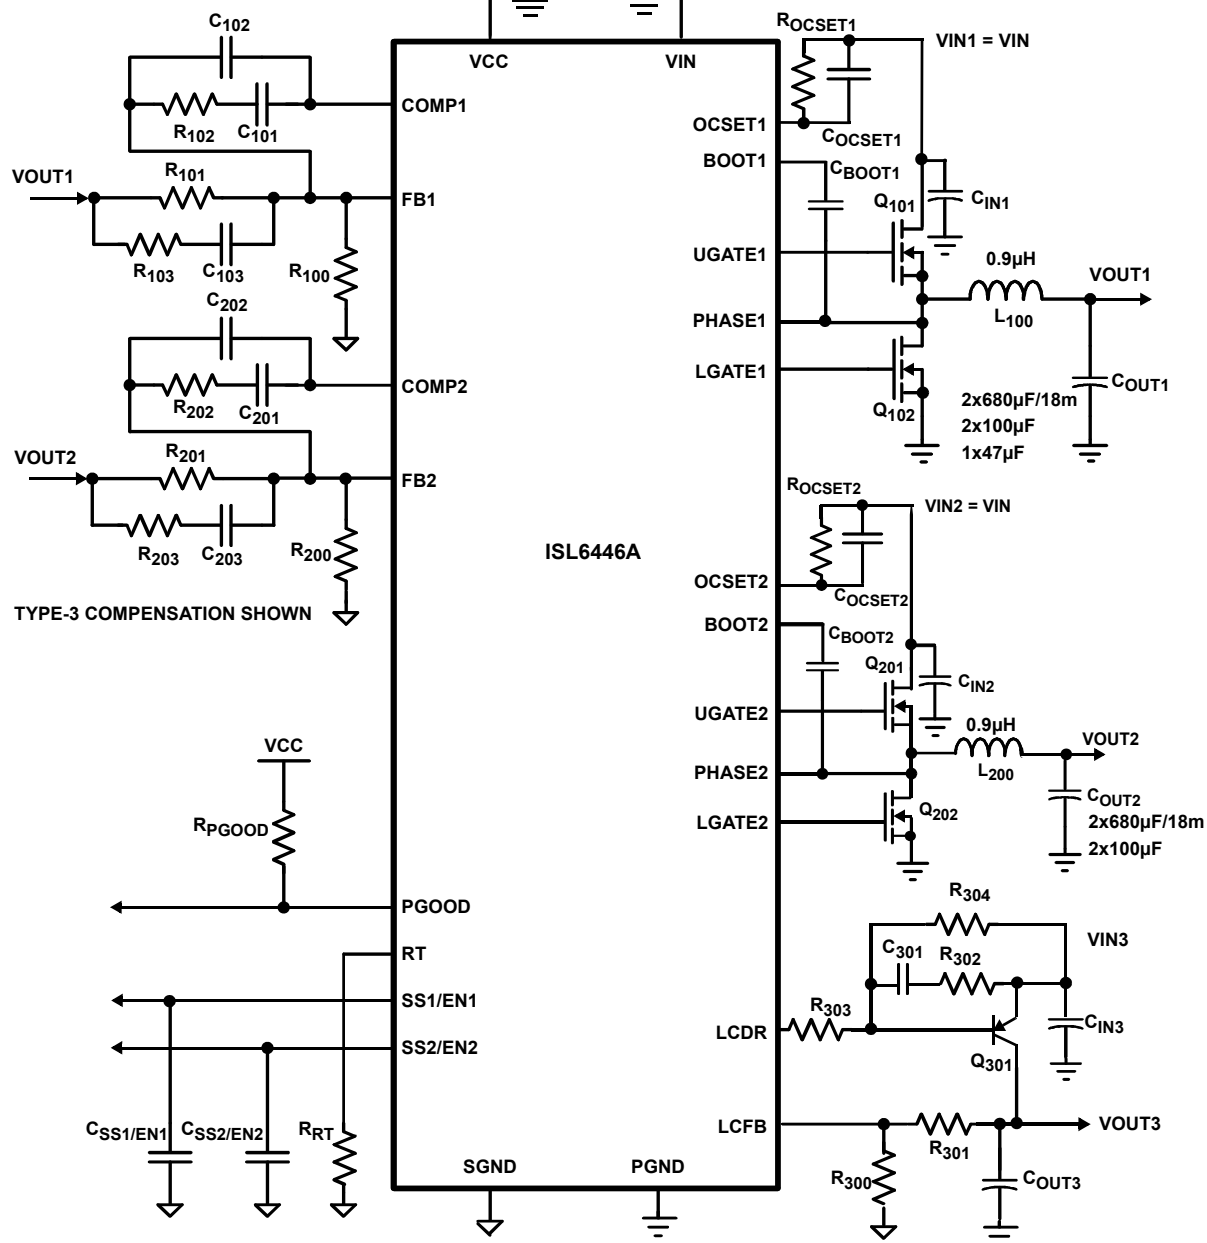 C102
R102
C101
VOUT1
R101
R103
C103
R100
C202
R202
C201
VOUT2
R201
R203
C203
R200
TYPE-3 COMPENSATION SHOWN
VCC
RPGOOD
CSS1/EN1
CSS2/EN2
RRT
VCC
VIN
COMP1
FB1
COMP2
FB2
ISL6446A
PGOOD
RT
SS1/EN1
SS2/EN2
SGND
PGND
OCSET1
BOOT1
UGATE1
PHASE1
LGATE1
OCSET2
BOOT2
UGATE2
PHASE2
LGATE2
LCDR
LCFB
ROCSET1
VIN1 = VIN
COCSET1
CBOOT1
Q101
CIN1
0.9µH
L100
VOUT1
Q102
COUT1
2x680µF/18m
2x100µF
1x47µF
ROCSET2
VIN2 = VIN
COCSET2
CBOOT2
Q201
CIN2
0.9µH
L200
VOUT2
Q202
COUT2
2x680µF/18m
2x100µF
R304
VIN3
C301
R302
R303
CIN3
Q301
VOUT3
R301
R300
COUT3